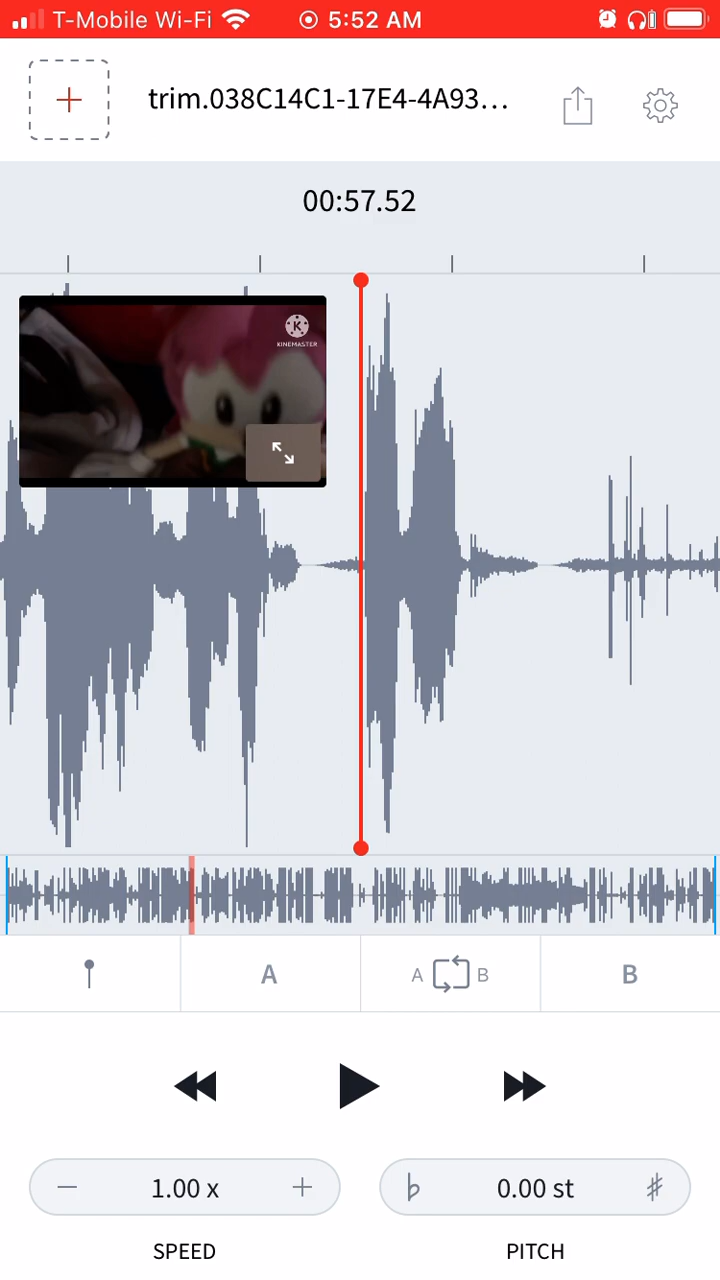 T-Mobile Wi-Fi 5:52 AM
trim.038C14C1-17E4-4A93...
00:57.52
K
KINEMASTER
A
A B
B
1.00 x
♭ 0.00 st ♯
SPEED
PITCH